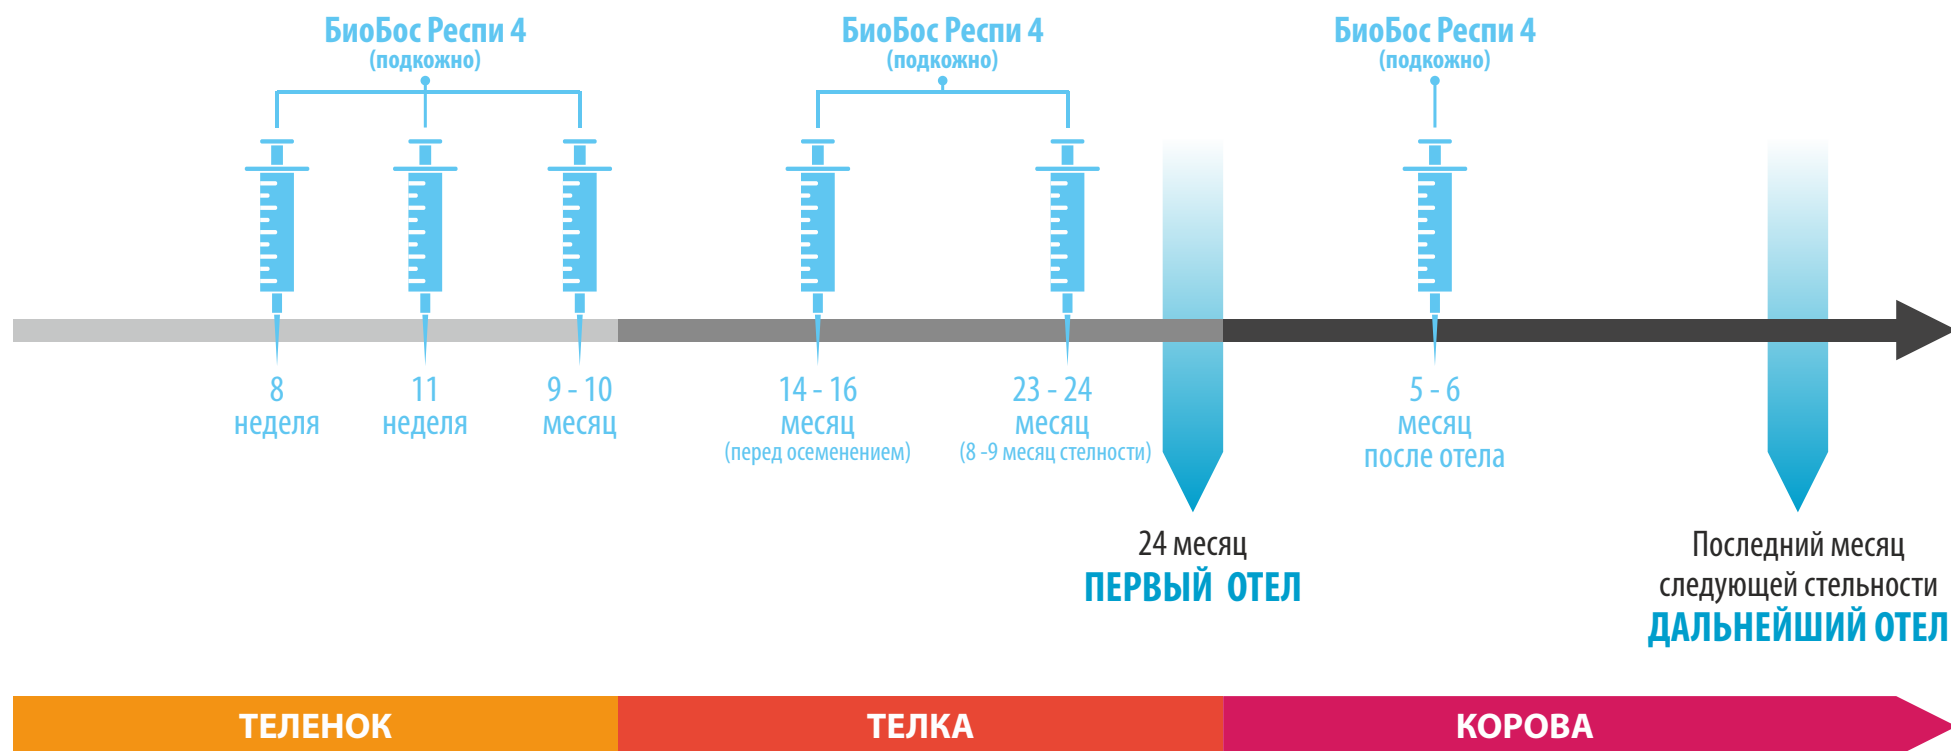 БиоБос Респи 4
(подкожно)
БиоБос Респи 4
(подкожно)
БиоБос Респи 4
(подкожно)
8
неделя
11
неделя
9 - 10
месяц
14 - 16
месяц
(перед осеменением)
23 - 24
месяц
(8 -9 месяц стелности)
5 - 6
месяц
после отела
24 месяц
ПЕРВЫЙ ОТЕЛ
Последний месяц
следующей стельности
ДАЛЬНЕЙШИЙ ОТЕЛ
ТЕЛЕНОК
ТЕЛКА
КОРОВА